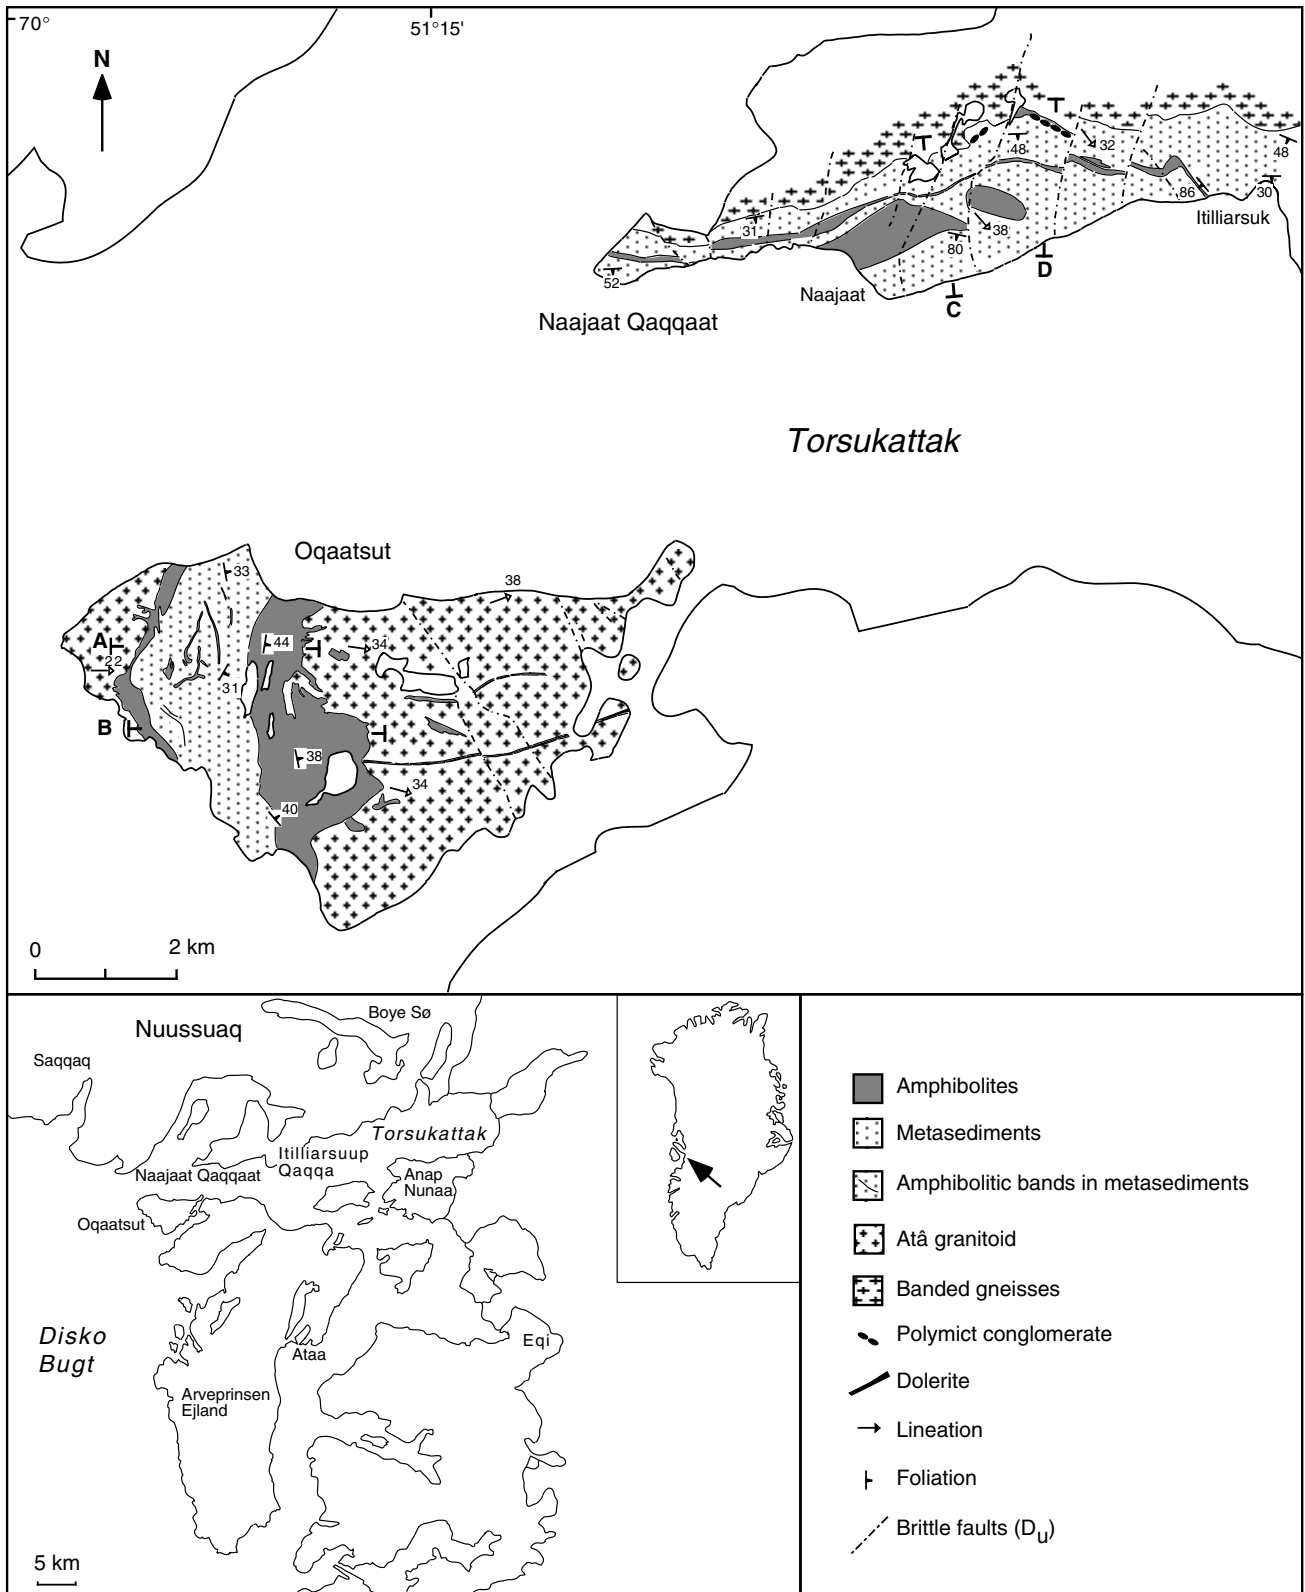 70°
51°15'
N
48
32
48
86
30
Itilliarsuk
31
38
80
52
D
Naajaat
C
Naajaat Qaqqaat
Torsukattak
Oqaatsut
33
38
A
44
34
22
31
B
38
34
40
0 2 km
Nuussuaq
Boye Sø
Saqqaq
Torsukattak
Itilliarsuup
Qaqqa
Naajaat Qaqqaat
Anap
Nunaa
Oqaatsut
Disko
Bugt
Ataa
Eqi
Arveprinsen
Ejland
5 km
Amphibolites
Metasediments
Amphibolitic bands in metasediments
Atâ granitoid
Banded gneisses
Polymict conglomerate
Dolerite
Lineation
Foliation
Brittle faults (DU)